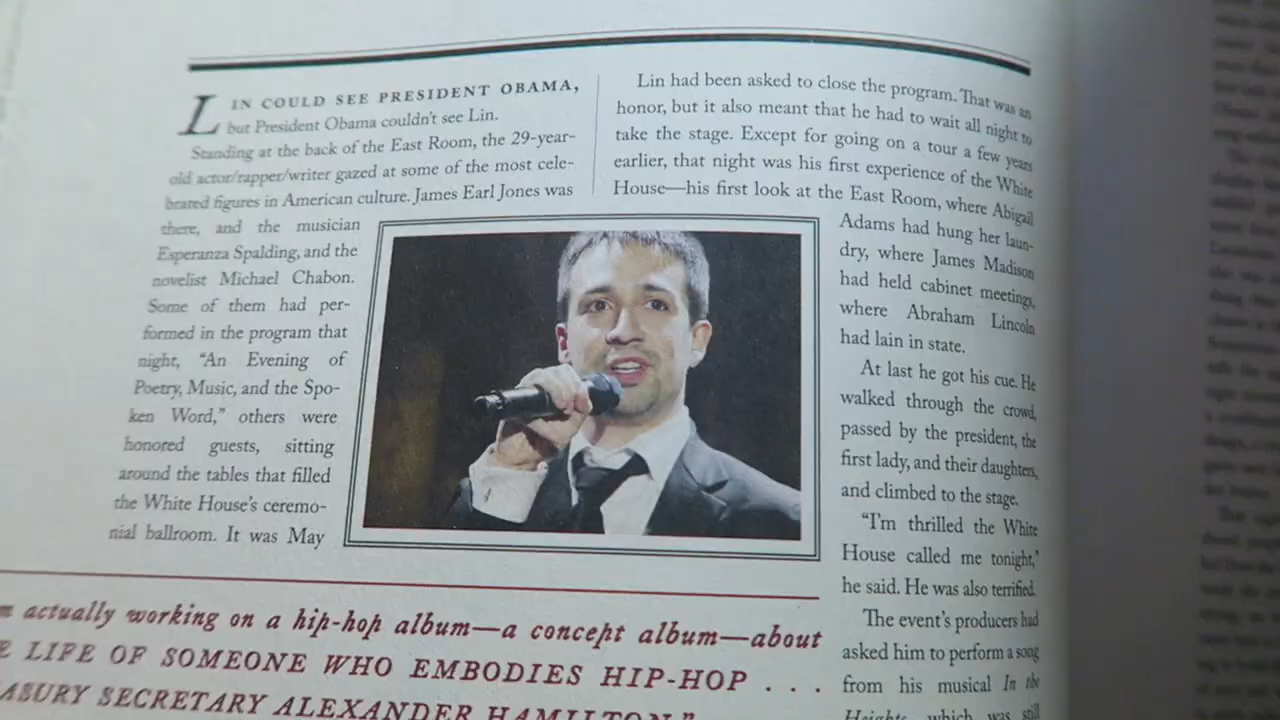 LIN COULD SEE PRESIDENT OBAMA,
but President Obama couldn't see Lin.
Standing at the back of the East Room, the 29-year-
old actor/rapper/writer gazed at some of the most cele-
brated figures in American culture. James Earl Jones was
there, and the musician
Esperanza Spalding, and the
novelist Michael Chabon.
Some of them had per-
formed in the program that
night, “An Evening of
Poetry, Music, and the Spo-
ken Word,” others were
honored guests, sitting
around the tables that filled
the White House's ceremo-
nial ballroom. It was May
Lin had been asked to close the program. That was an
honor, but it also meant that he had to wait all night to
take the stage. Except for going on a tour a few years
earlier, that night was his first experience of the White
House—his first look at the East Room, where Abigail
Adams had hung her laun-
dry, where James Madison
had held cabinet meetings,
where Abraham Lincoln
had lain in state.
At last he got his cue. He
walked through the crowd,
passed by the president, the
first lady, and their daughters,
and climbed to the stage.
“I'm thrilled the White
House called me tonight,”
he said. He was also terrified.
The event's producers had
asked him to perform a song
from his musical In the
Heights, which was still
actually working on a hip-hop album—a concept album—about
LIFE OF SOMEONE WHO EMBODIES HIP-HOP . . .
SECRETARY ALEXANDER HAMILTON.”